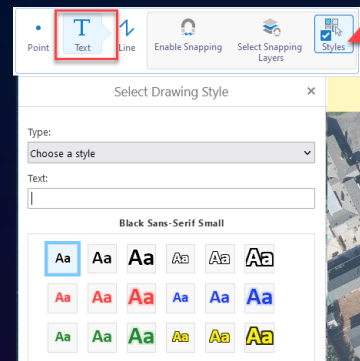 T
Point Text Line Enable Snapping Select Snapping Layers Styles
Select Drawing Style ×
Type:
Choose a style
Text:
Black Sans-Serif Small
Aa Aa Aa Aa Aa Aa
Aa Aa Aa Aa Aa Aa
Aa Aa Aa Aa Aa Aa